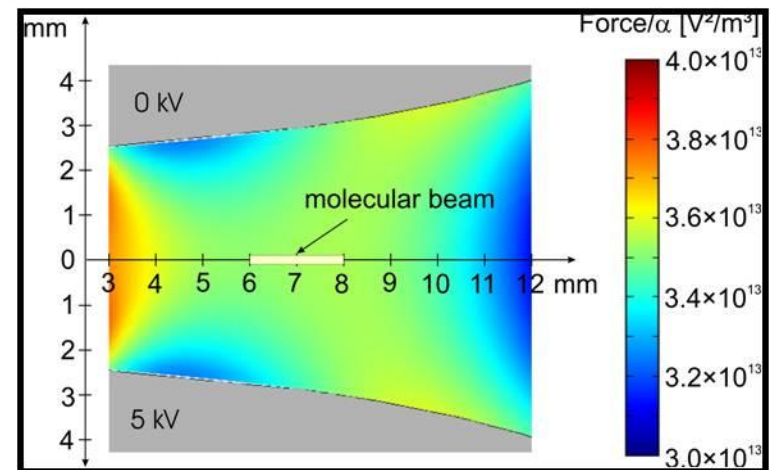 mm
Force/α [V²/m³]
4
3
2
1
0
1
2
3
4
0 kV
molecular beam
3 4 5 6 7 8 9 10 11 12 mm
5 kV
4.0×10¹³
3.8×10¹³
3.6×10¹³
3.4×10¹³
3.2×10¹³
3.0×10¹³